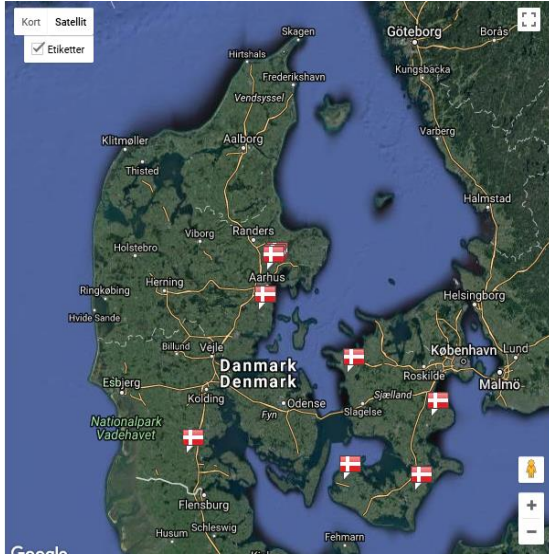 Kort Satellit
Etiketter
Skagen
Göteborg
Borås
Hirtshals
Kungsbacka
Frederikshavn
Vendsyssel
Klitmøller
Aalborg
Varberg
Thisted
Halmstad
Viborg
Randers
Holstebro
Aarhus
Herning
Ringkøbing
Helsingborg
Hvide Sande
Billund
Vejle
København
Lund
Danmark
Denmark
Roskilde
Malmö
Esbjerg
Kolding
Odense
Sjælland
Fyn
Slagelse
Nationalpark
Vadehavet
Flensburg
Husum
Schleswig
Fehmarn
Google